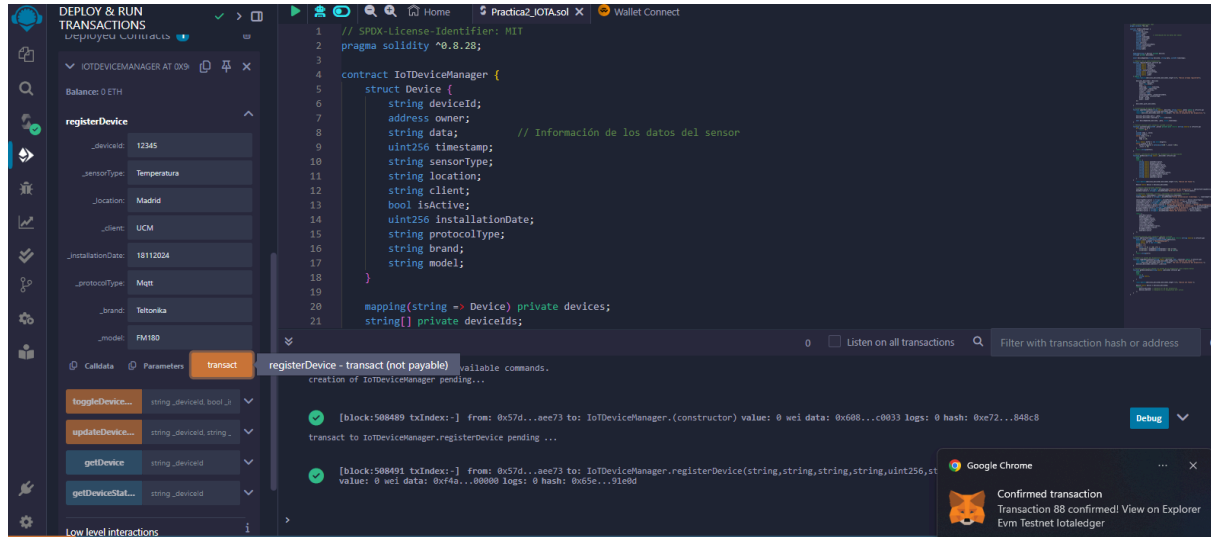 DEPLOY & RUN
TRANSACTIONS
Deployed Contracts 1
IOTDEVICEMANAGER AT 0X9
Balance: 0 ETH
registerDevice
_deviceId: 12345
_sensorType: Temperatura
_location: Madrid
_client: UCM
_installationDate: 18112024
_protocolType: Mqtt
_brand: Teltonika
_model: FM180
Calldata Parameters transact
registerDevice - transact (not payable)
toggleDevice... string _deviceId, bool _i
updateDevice... string _deviceId, string _
getDevice string _deviceId
getDeviceStat... string _deviceId
Low level interactions i
Home Practica2_IOTA.sol Wallet Connect
1 // SPDX-License-Identifier: MIT
2 pragma solidity ^0.8.28;
3
4 contract IoTDeviceManager {
5 struct Device {
6 string deviceId;
7 address owner;
8 string data; // Información de los datos del sensor
9 uint256 timestamp;
10 string sensorType;
11 string location;
12 string client;
13 bool isActive;
14 uint256 installationDate;
15 string protocolType;
16 string brand;
17 string model;
18 }
19
20 mapping(string => Device) private devices;
21 string[] private deviceIds;
0 Listen on all transactions Filter with transaction hash or address
commands.
creation of IoTDeviceManager pending...
[block:508489 txIndex:-] from: 0x57d...aee73 to: IoTDeviceManager.(constructor) value: 0 wei data: 0x608...c0033 logs: 0 hash: 0xe72...848c8 Debug
transact to IoTDeviceManager.registerDevice pending ...
[block:508491 txIndex:-] from: 0x57d...aee73 to: IoTDeviceManager.registerDevice(string,string,string,string,uint256,st
value: 0 wei data: 0xf4a...00000 logs: 0 hash: 0x65e...91e0d
>
Google Chrome
Confirmed transaction
Transaction 88 confirmed! View on Explorer
Evm Testnet Iotaledger